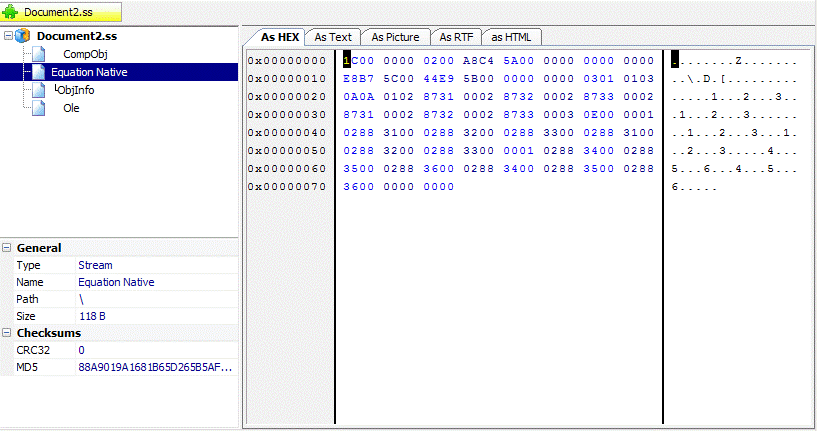 Document2.ss
Document2.ss
CompObj
Equation Native
ObjInfo
Ole
General
Type Stream
Name Equation Native
Path \
Size 118 B
Checksums
CRC32 0
MD5 88A9019A1681B65D265B5AF...
As HEX As Text As Picture As RTF as HTML
0x00000000 1C00 0000 0200 A8C4 5A00 0000 0000 0000 ........Z.......
0x00000010 E8B7 5C00 44E9 5B00 0000 0000 0301 0103 ..\.D.[.........
0x00000020 0A0A 0102 8731 0002 8732 0002 8733 0002 .....1...2...3..
0x00000030 8731 0002 8732 0002 8733 0003 0E00 0001 .1...2...3......
0x00000040 0288 3100 0288 3200 0288 3300 0288 3100 ..1...2...3...1.
0x00000050 0288 3200 0288 3300 0001 0288 3400 0288 ..2...3.....4...
0x00000060 3500 0288 3600 0288 3400 0288 3500 0288 5...6...4...5...
0x00000070 3600 0000 0000 6.....